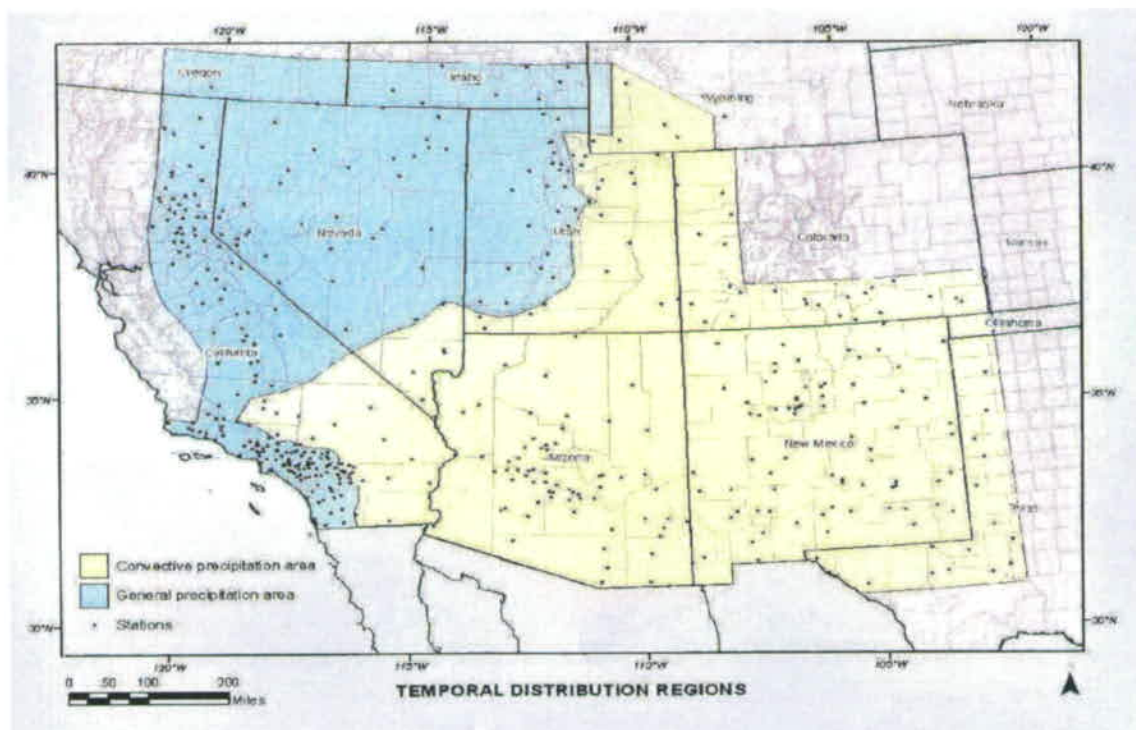 120°W 115°W 110°W 105°W 100°W
Oregon Idaho
Wyoming Nebraska
40°N 40°N
Nevada Utah Colorado Kansas
California Oklahoma
35°N 35°N
Arizona New Mexico
Texas
Convective precipitation area
General precipitation area
Stations
30°N 30°N
120°W 115°W 110°W 105°W
0 50 100 200
Miles
TEMPORAL DISTRIBUTION REGIONS